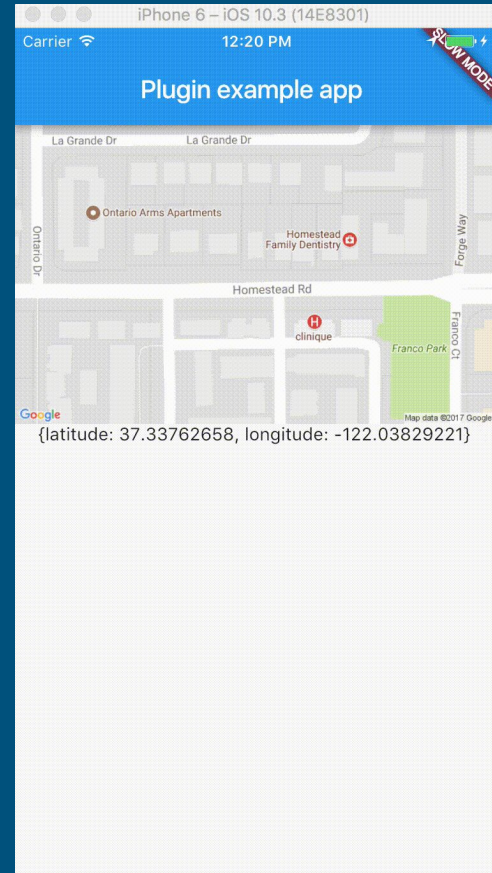 iPhone 6 – iOS 10.3 (14E8301)
Carrier 12:20 PM
SLOW MODE
Plugin example app
La Grande Dr La Grande Dr
Ontario Arms Apartments
Ontario Dr
Homestead
Family Dentistry
Forge Way
Homestead Rd
H
clinique
Franco Park
Franco Ct
Google
Map data ©2017 Google
{latitude: 37.33762658, longitude: -122.03829221}